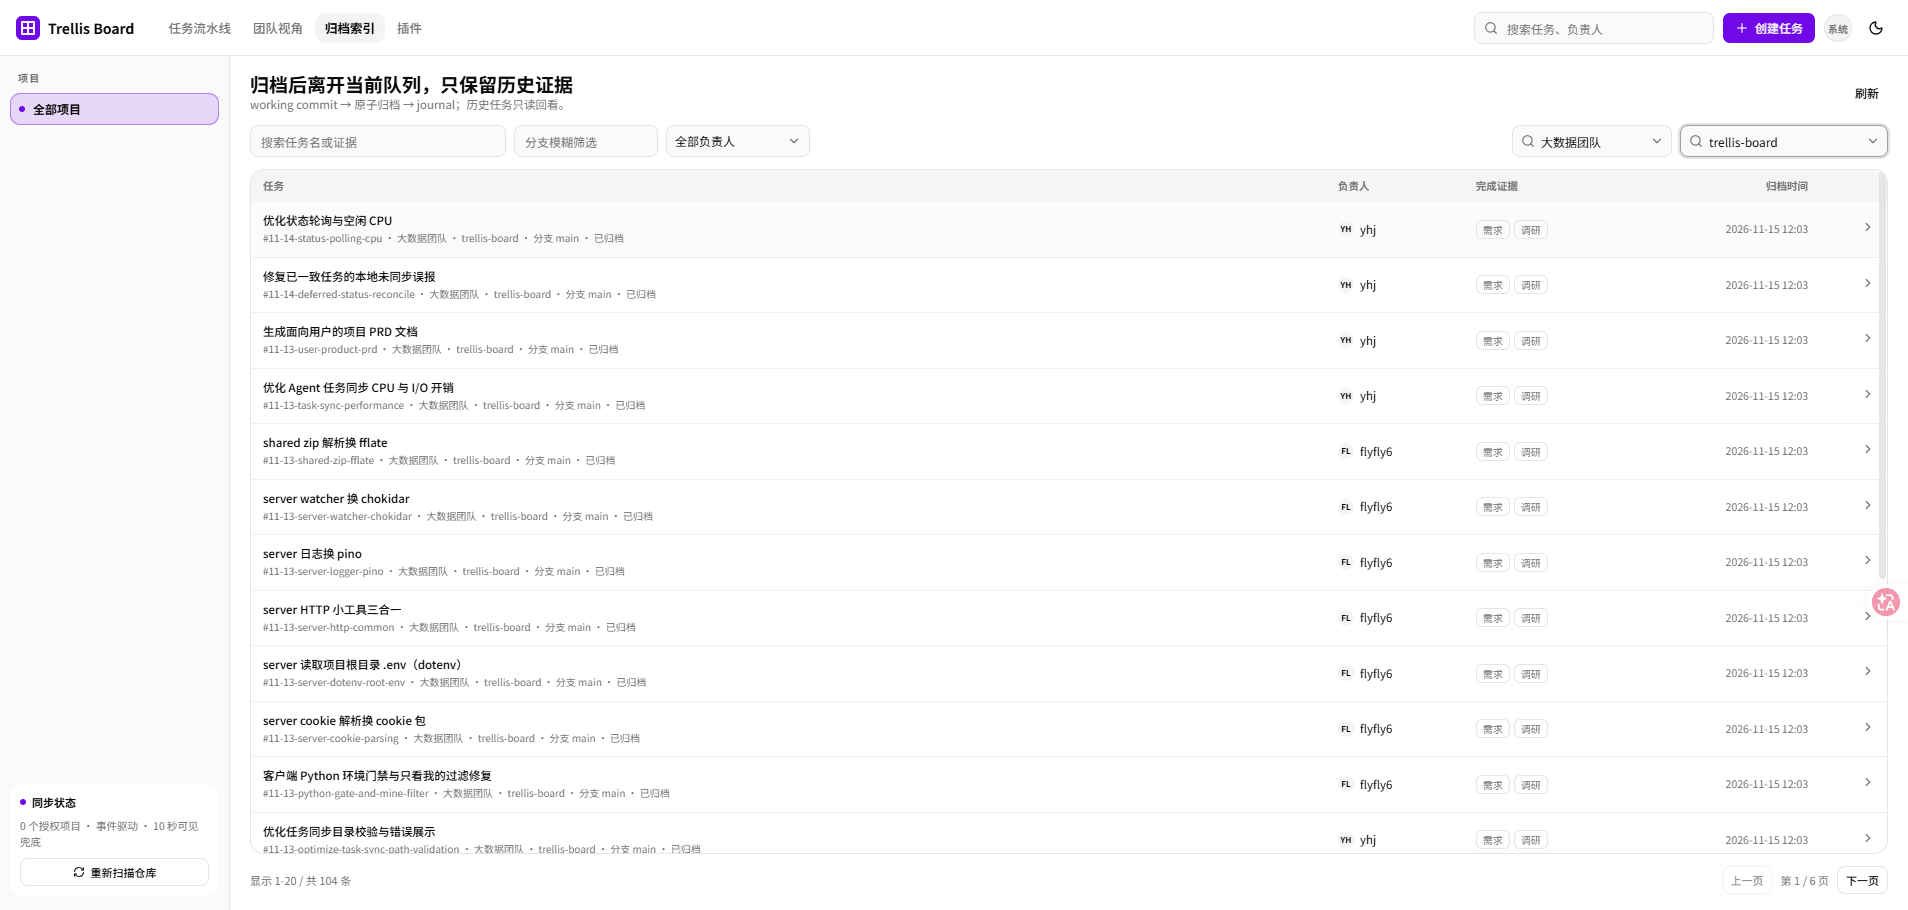 Trellis Board
任务流水线
团队视角
归档索引
插件
搜索任务、负责人
创建任务
系统
项目
全部项目
归档后离开当前队列，只保留历史证据
working commit → 原子归档 → journal；历史任务只读回看。
刷新
搜索任务名或证据
分支模糊筛选
全部负责人
大数据团队
trellis-board
任务 负责人 完成证据 归档时间
优化状态轮询与空闲 CPU
#11-14-status-polling-cpu · 大数据团队 · trellis-board · 分支 main · 已归档
YH yhj 需求 调研 2026-11-15 12:03
修复已一致任务的本地未同步误报
#11-14-deferred-status-reconcile · 大数据团队 · trellis-board · 分支 main · 已归档
YH yhj 需求 调研 2026-11-15 12:03
生成面向用户的项目 PRD 文档
#11-13-user-product-prd · 大数据团队 · trellis-board · 分支 main · 已归档
YH yhj 需求 调研 2026-11-15 12:03
优化 Agent 任务同步 CPU 与 I/O 开销
#11-13-task-sync-performance · 大数据团队 · trellis-board · 分支 main · 已归档
YH yhj 需求 调研 2026-11-15 12:03
shared zip 解析换 fflate
#11-13-shared-zip-fflate · 大数据团队 · trellis-board · 分支 main · 已归档
FL flyfly6 需求 调研 2026-11-15 12:03
server watcher 换 chokidar
#11-13-server-watcher-chokidar · 大数据团队 · trellis-board · 分支 main · 已归档
FL flyfly6 需求 调研 2026-11-15 12:03
server 日志换 pino
#11-13-server-logger-pino · 大数据团队 · trellis-board · 分支 main · 已归档
FL flyfly6 需求 调研 2026-11-15 12:03
server HTTP 小工具三合一
#11-13-server-http-common · 大数据团队 · trellis-board · 分支 main · 已归档
FL flyfly6 需求 调研 2026-11-15 12:03
server 读取项目根目录 .env（dotenv）
#11-13-server-dotenv-root-env · 大数据团队 · trellis-board · 分支 main · 已归档
FL flyfly6 需求 调研 2026-11-15 12:03
server cookie 解析换 cookie 包
#11-13-server-cookie-parsing · 大数据团队 · trellis-board · 分支 main · 已归档
FL flyfly6 需求 调研 2026-11-15 12:03
客户端 Python 环境门禁与只看我的过滤修复
#11-13-python-gate-and-mine-filter · 大数据团队 · trellis-board · 分支 main · 已归档
FL flyfly6 需求 调研 2026-11-15 12:03
优化任务同步目录校验与错误展示
#11-13-optimize-task-sync-path-validation · 大数据团队 · trellis-board · 分支 main · 已归档
YH yhj 需求 调研 2026-11-15 12:03
同步状态
0 个授权项目 · 事件驱动 · 10 秒可见
兜底
重新扫描仓库
显示 1-20 / 共 104 条
上一页 第 1 / 6 页 下一页